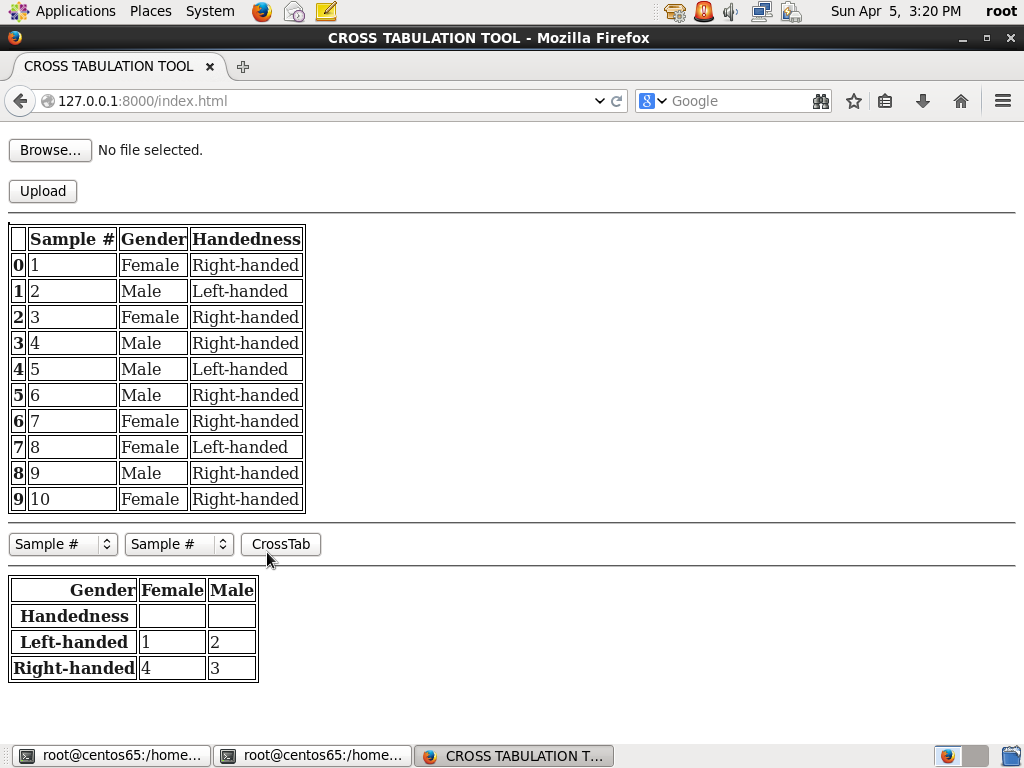 Applications Places System Sun Apr 5, 3:20 PM root
CROSS TABULATION TOOL - Mozilla Firefox
CROSS TABULATION TOOL
127.0.0.1:8000/index.html Google
Browse... No file selected.
Upload
Sample # Gender Handedness
0 1 Female Right-handed
1 2 Male Left-handed
2 3 Female Right-handed
3 4 Male Right-handed
4 5 Male Left-handed
5 6 Male Right-handed
6 7 Female Right-handed
7 8 Female Left-handed
8 9 Male Right-handed
9 10 Female Right-handed
Sample # Sample # CrossTab
Gender Female Male
Handedness
Left-handed 1 2
Right-handed 4 3
root@centos65:/home... root@centos65:/home... CROSS TABULATION T...